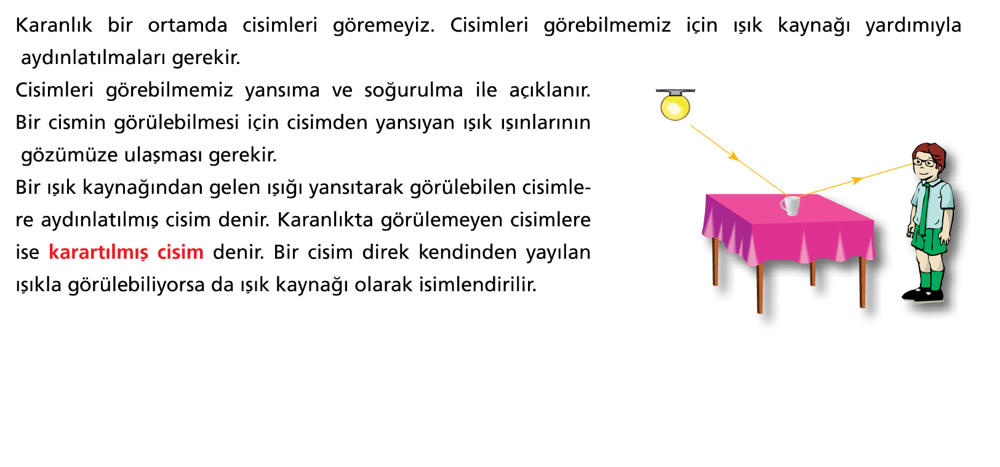 Karanlık bir ortamda cisimleri göremeyiz. Cisimleri görebilmemiz için ışık kaynağı yardımıyla
aydınlatılmaları gerekir.
Cisimleri görebilmemiz yansıma ve soğurulma ile açıklanır.
Bir cismin görülebilmesi için cisimden yansıyan ışık ışınlarının
gözümüze ulaşması gerekir.
Bir ışık kaynağından gelen ışığı yansıtarak görülebilen cisimle-
re aydınlatılmış cisim denir. Karanlıkta görülemeyen cisimlere
ise karartılmış cisim denir. Bir cisim direk kendinden yayılan
ışıkla görülebiliyorsa da ışık kaynağı olarak isimlendirilir.